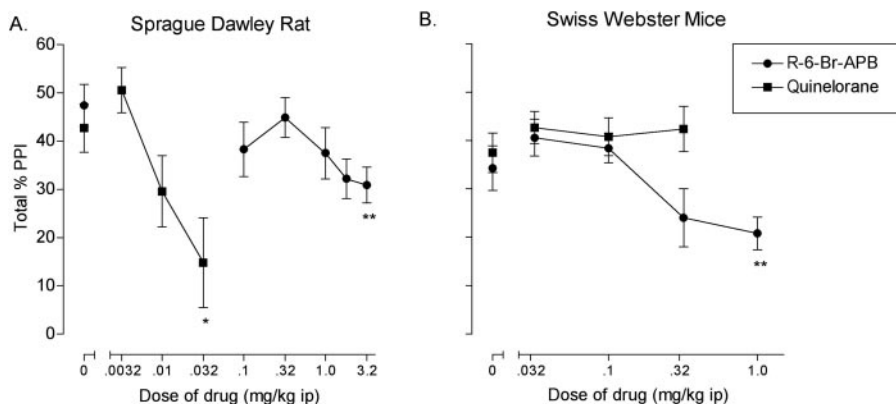 A.
Sprague Dawley Rat
60
50
40
30
20
10
0
Total % PPI
*
**
0 .0032 .01 .032 .1 .32 1.0 3.2
Dose of drug (mg/kg ip)
B.
Swiss Webster Mice
R-6-Br-APB
Quinelorane
**
0 .032 .1 .32 1.0
Dose of drug (mg/kg ip)